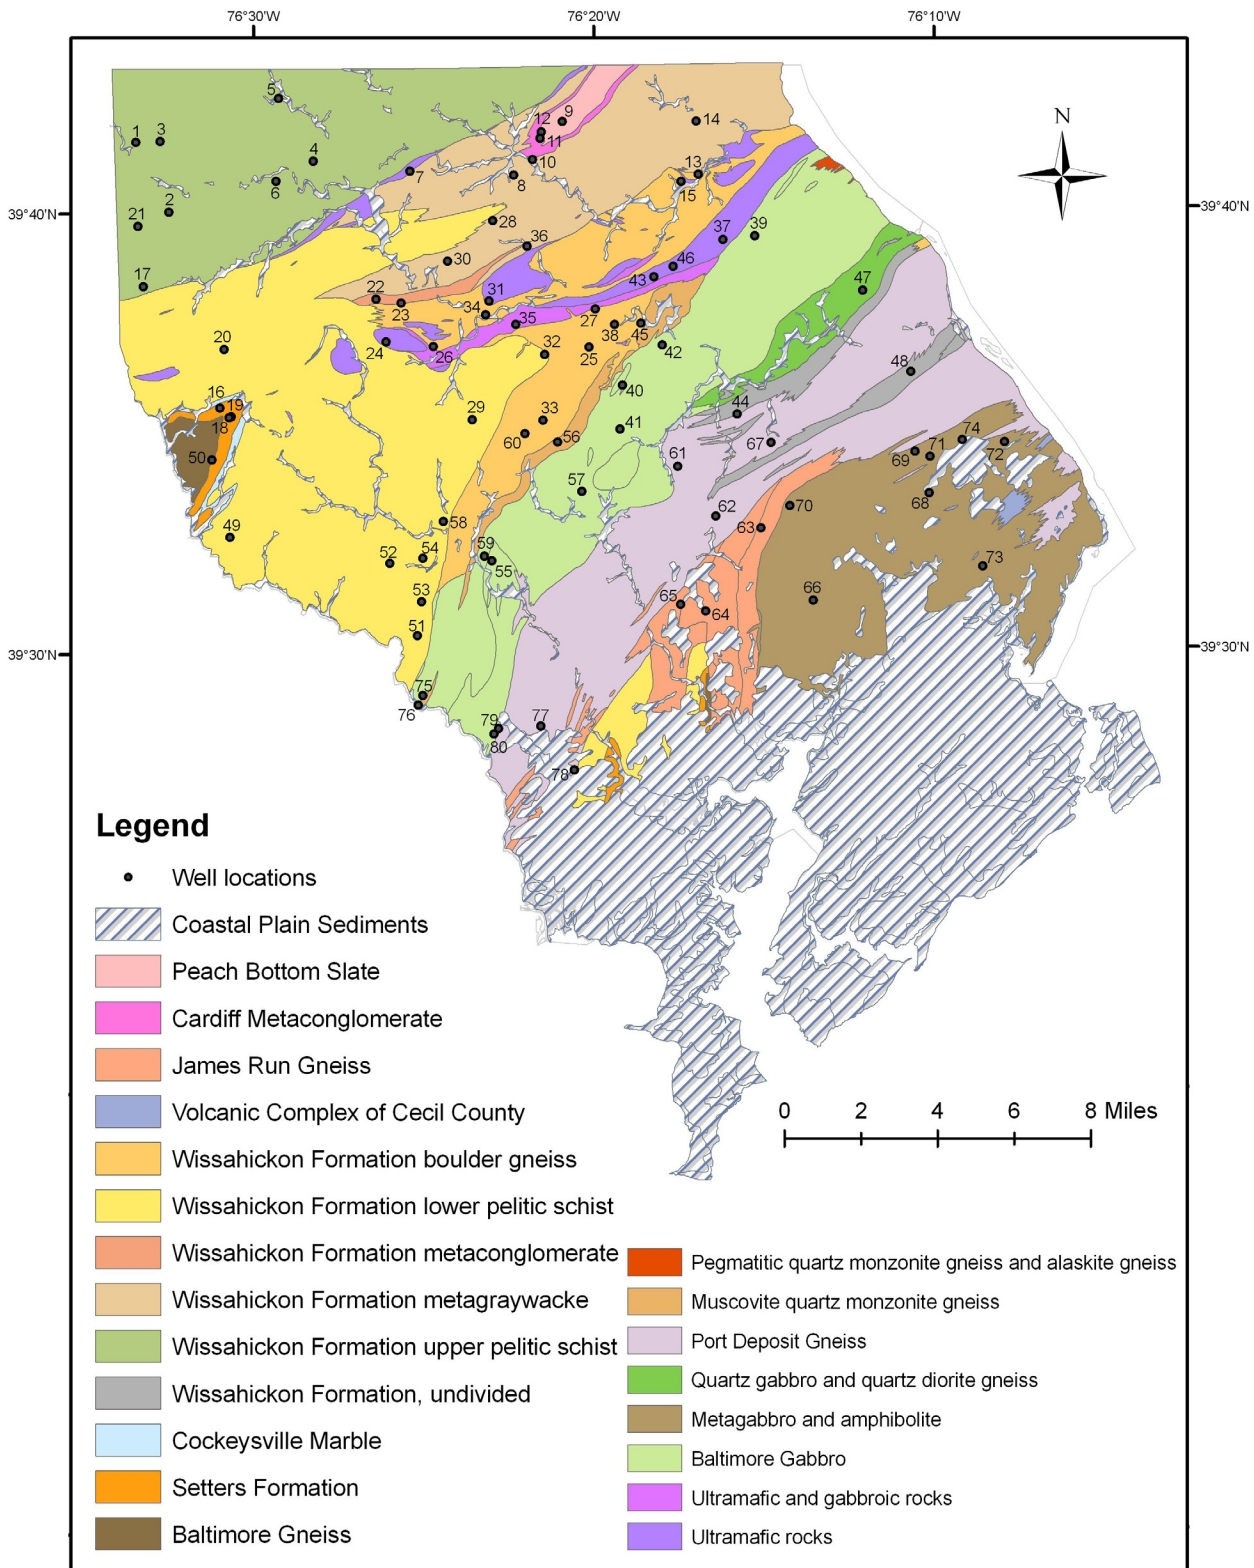 76°30'W 76°20'W 76°10'W
N
5
9
12
14
1 3
11
4
10
13
7
8
6
15
39°40'N 39°40'N
2
28
21
37 39
36
30
46
17
43
47
22
31
23
34
35
27
38 45
20
24
26
32
25
42
48
40
16
19
29
33
44
18
41
60
56
74
67
71
69
72
50
61
57
68
62
70
58
63
49
59
54
52
55
73
53
65
64
66
51
39°30'N 39°30'N
75
76
79
77
80
78
Legend
Well locations
Coastal Plain Sediments
Peach Bottom Slate
Cardiff Metaconglomerate
James Run Gneiss
Volcanic Complex of Cecil County
Wissahickon Formation boulder gneiss
Wissahickon Formation lower pelitic schist
Wissahickon Formation metaconglomerate
Wissahickon Formation metagraywacke
Wissahickon Formation upper pelitic schist
Wissahickon Formation, undivided
Cockeysville Marble
Setters Formation
Baltimore Gneiss
0 2 4 6 8 Miles
Pegmatitic quartz monzonite gneiss and alaskite gneiss
Muscovite quartz monzonite gneiss
Port Deposit Gneiss
Quartz gabbro and quartz diorite gneiss
Metagabbro and amphibolite
Baltimore Gabbro
Ultramafic and gabbroic rocks
Ultramafic rocks